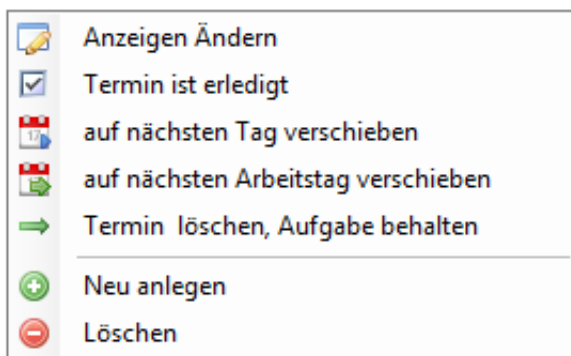 Anzeigen Ändern
Termin ist erledigt
17
auf nächsten Tag verschieben
auf nächsten Arbeitstag verschieben
Termin  löschen, Aufgabe behalten
Neu anlegen
Löschen